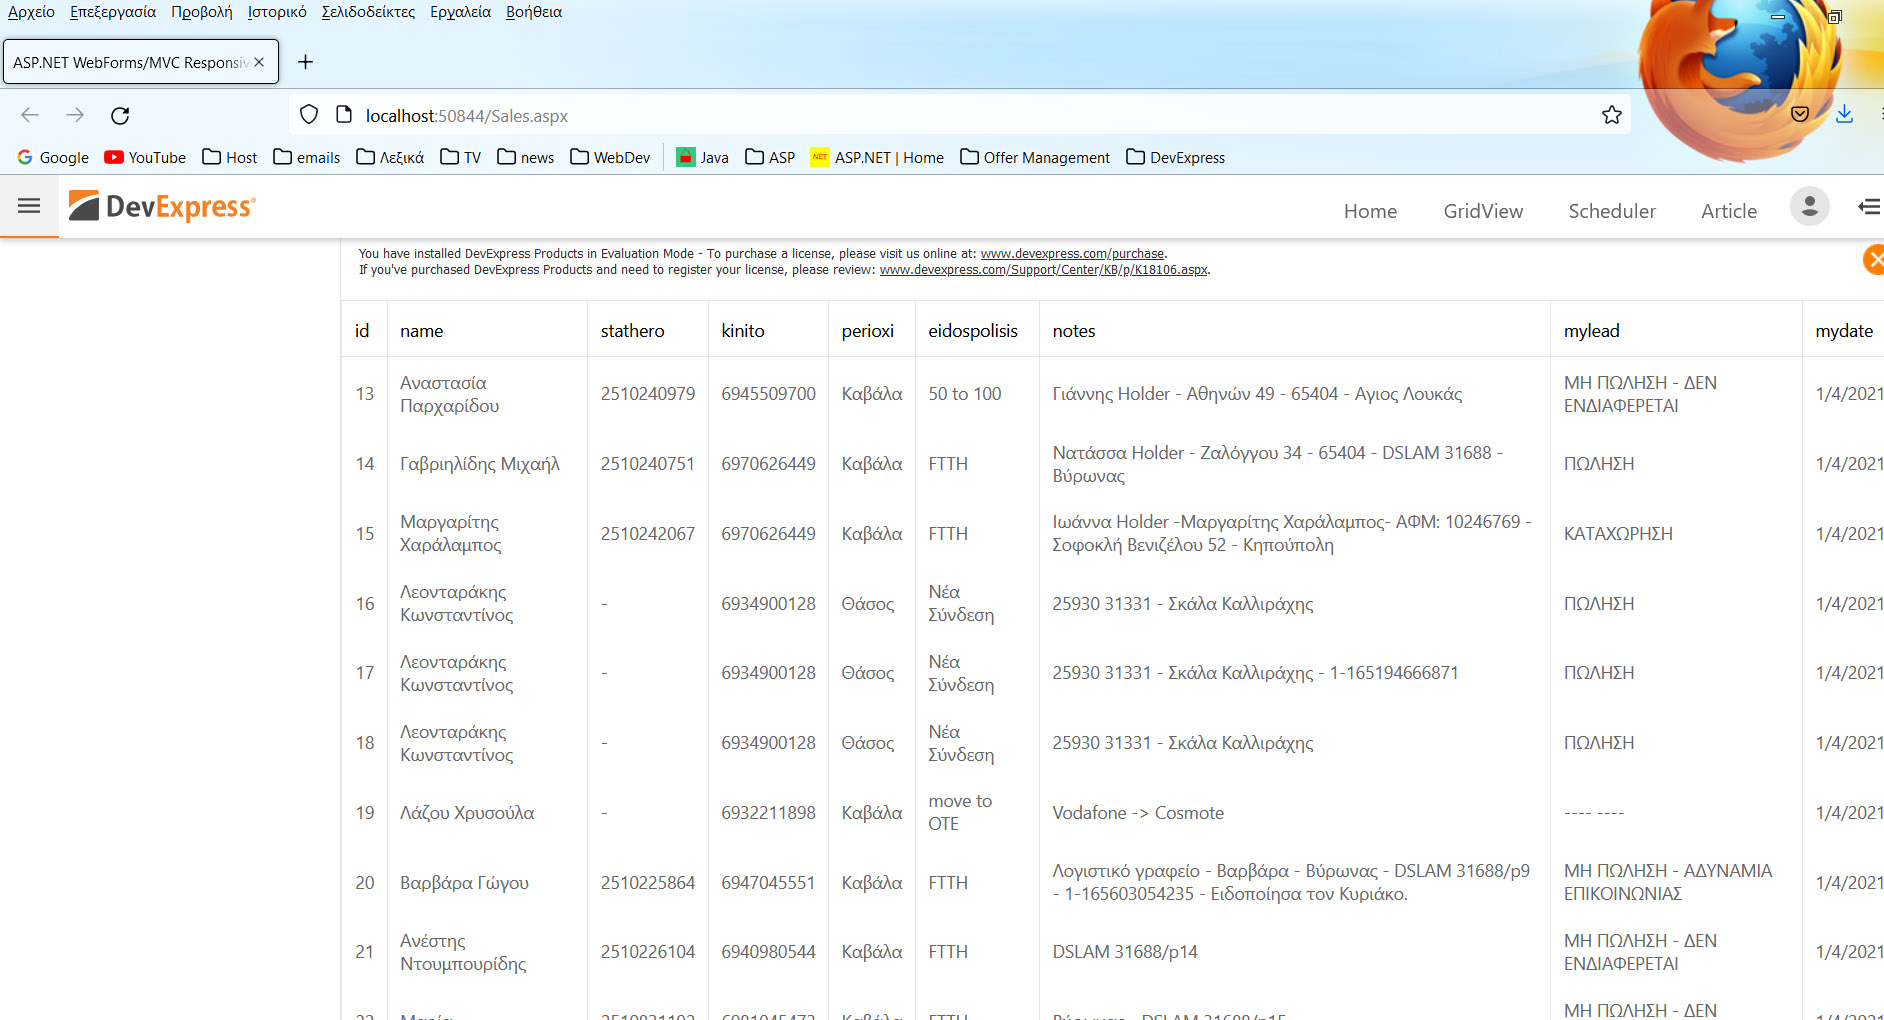 Αρχείο Επεξεργασία Προβολή Ιστορικό Σελιδοδείκτες Εργαλεία Βοήθεια
ASP.NET WebForms/MVC Responsiv
localhost:50844/Sales.aspx
Google YouTube Host emails Λεξικά TV news WebDev Java ASP NET ASP.NET | Home Offer Management DevExpress
DevExpress® Home GridView Scheduler Article
You have installed DevExpress Products in Evaluation Mode - To purchase a license, please visit us online at: www.devexpress.com/purchase.
If you've purchased DevExpress Products and need to register your license, please review: www.devexpress.com/Support/Center/KB/p/K18106.aspx.
id name stathero kinito perioxi eidospolisis notes mylead mydate
13 Αναστασία Παρχαρίδου 2510240979 6945509700 Καβάλα 50 to 100 Γιάννης Holder - Αθηνών 49 - 65404 - Αγιος Λουκάς ΜΗ ΠΩΛΗΣΗ - ΔΕΝ ΕΝΔΙΑΦΕΡΕΤΑΙ 1/4/2021
14 Γαβριηλίδης Μιχαήλ 2510240751 6970626449 Καβάλα FTTH Νατάσσα Holder - Ζαλόγγου 34 - 65404 - DSLAM 31688 - Βύρωνας ΠΩΛΗΣΗ 1/4/2021
15 Μαργαρίτης Χαράλαμπος 2510242067 6970626449 Καβάλα FTTH Ιωάννα Holder -Μαργαρίτης Χαράλαμπος- ΑΦΜ: 10246769 - Σοφοκλή Βενιζέλου 52 - Κηπούπολη ΚΑΤΑΧΩΡΗΣΗ 1/4/2021
16 Λεονταράκης Κωνσταντίνος - 6934900128 Θάσος Νέα Σύνδεση 25930 31331 - Σκάλα Καλλιράχης ΠΩΛΗΣΗ 1/4/2021
17 Λεονταράκης Κωνσταντίνος - 6934900128 Θάσος Νέα Σύνδεση 25930 31331 - Σκάλα Καλλιράχης - 1-165194666871 ΠΩΛΗΣΗ 1/4/2021
18 Λεονταράκης Κωνσταντίνος - 6934900128 Θάσος Νέα Σύνδεση 25930 31331 - Σκάλα Καλλιράχης ΠΩΛΗΣΗ 1/4/2021
19 Λάζου Χρυσούλα - 6932211898 Καβάλα move to OTE Vodafone -> Cosmote ---- ---- 1/4/2021
20 Βαρβάρα Γώγου 2510225864 6947045551 Καβάλα FTTH Λογιστικό γραφείο - Βαρβάρα - Βύρωνας - DSLAM 31688/p9 - 1-165603054235 - Ειδοποίησα τον Κυριάκο. ΜΗ ΠΩΛΗΣΗ - ΑΔΥΝΑΜΙΑ ΕΠΙΚΟΙΝΩΝΙΑΣ 1/4/2021
21 Ανέστης Ντουμπουρίδης 2510226104 6940980544 Καβάλα FTTH DSLAM 31688/p14 ΜΗ ΠΩΛΗΣΗ - ΔΕΝ ΕΝΔΙΑΦΕΡΕΤΑΙ 1/4/2021
ΜΗ ΠΩΛΗΣΗ - ΔΕΝ